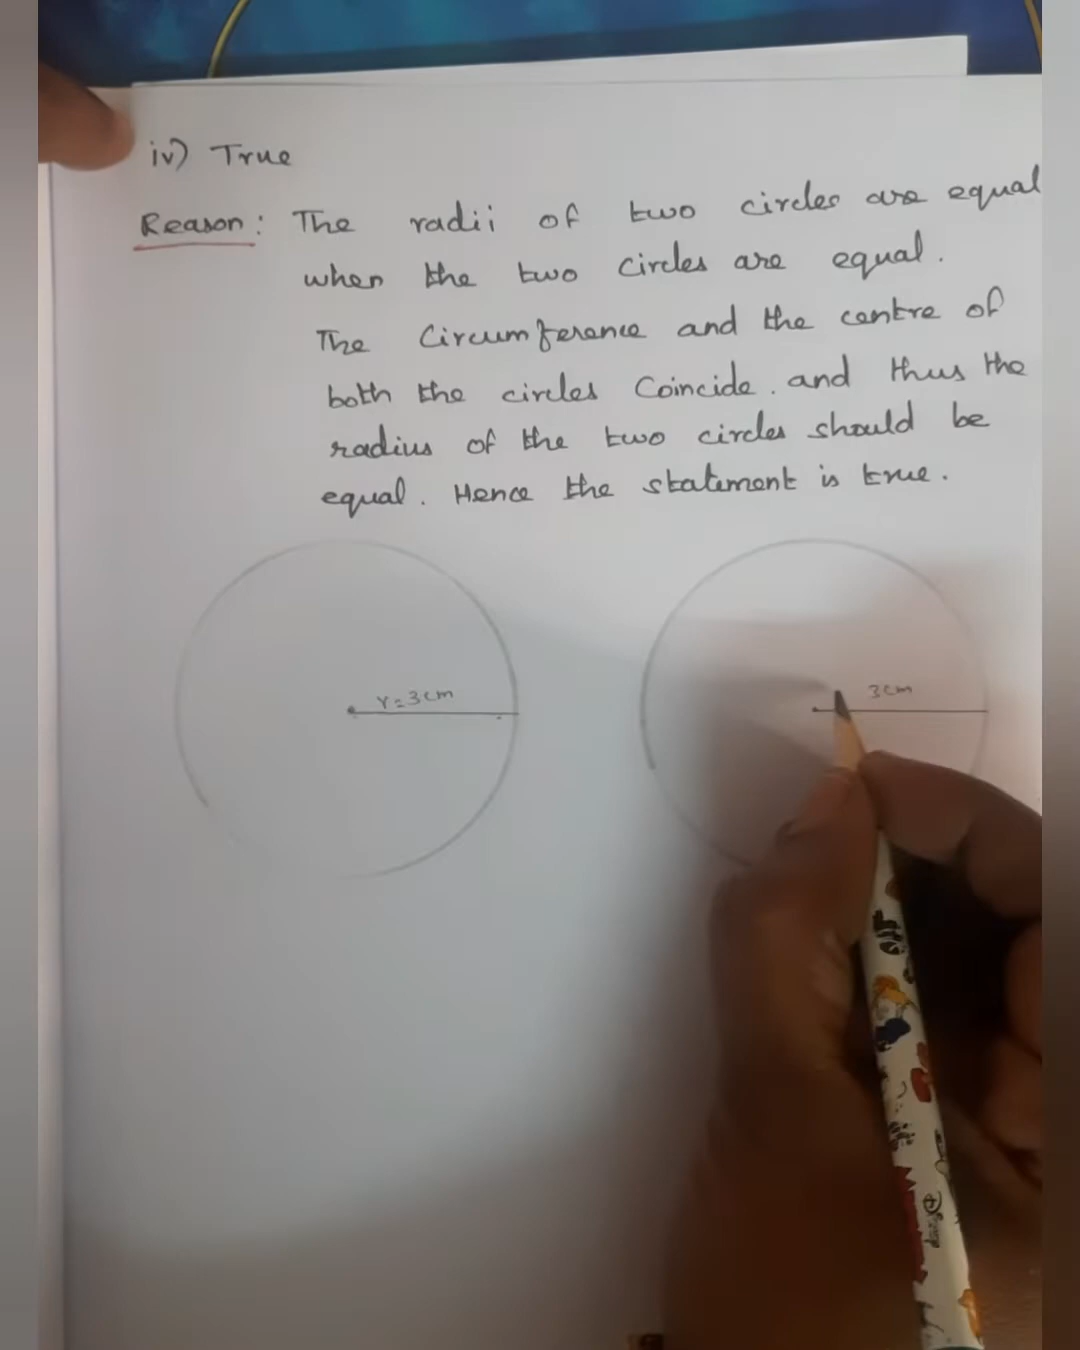 iv) True
Reason: The radii of two circles are equal
when the two circles are equal.
The Circumference and the centre of
both the circles Coincide. and thus the
radius of the two circles should be
equal. Hence the statement is true.
r=3cm
3cm
Disney